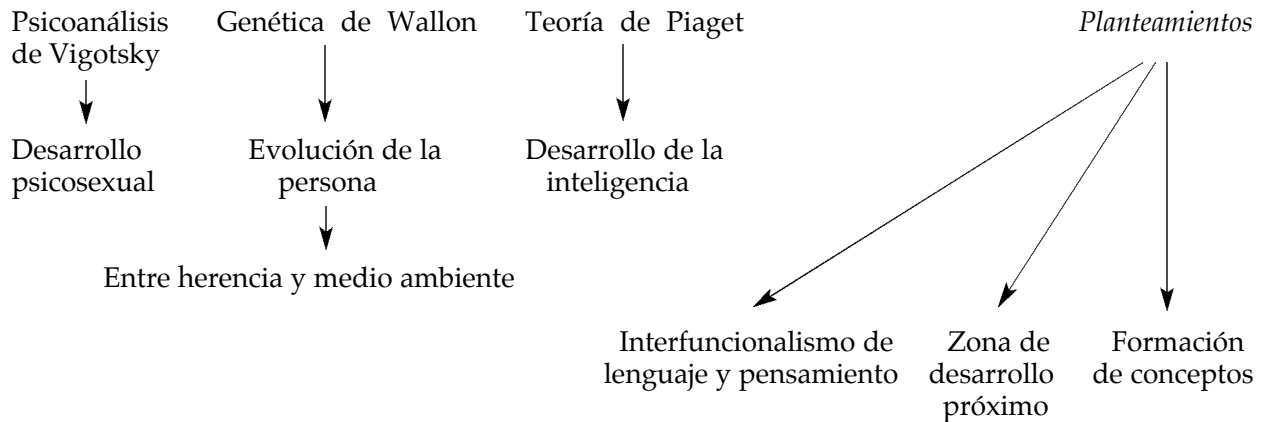 Psicoanálisis
de Vigotsky
Genética de Wallon
Teoría de Piaget
Planteamientos
Desarrollo
psicosexual
Evolución de la
persona
Desarrollo de la
inteligencia
Entre herencia y medio ambiente
Interfuncionalismo de
lenguaje y pensamiento
Zona de
desarrollo
próximo
Formación
de conceptos